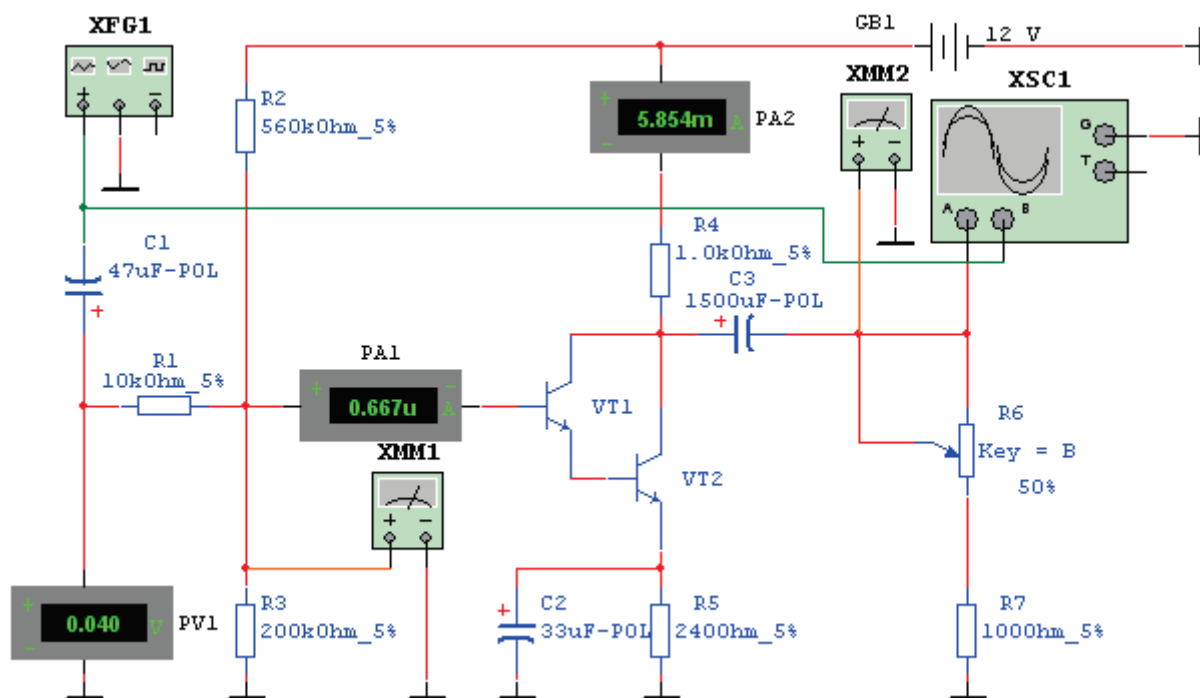 XFG1
GB1
12 V
XMM2
XSC1
R2
560kOhm_5%
+
-
5.854m
A
PA2
+
-
G
T
A
B
C1
47uF-POL
+
R4
1.0kOhm_5%
C3
1500uF-POL
+
R1
10kOhm_5%
PA1
+
-
0.667u
A
VT1
R6
Key = B
50%
XMM1
+
-
VT2
+
-
0.040
V
PV1
R3
200kOhm_5%
+
C2
33uF-POL
R5
240Ohm_5%
R7
100Ohm_5%